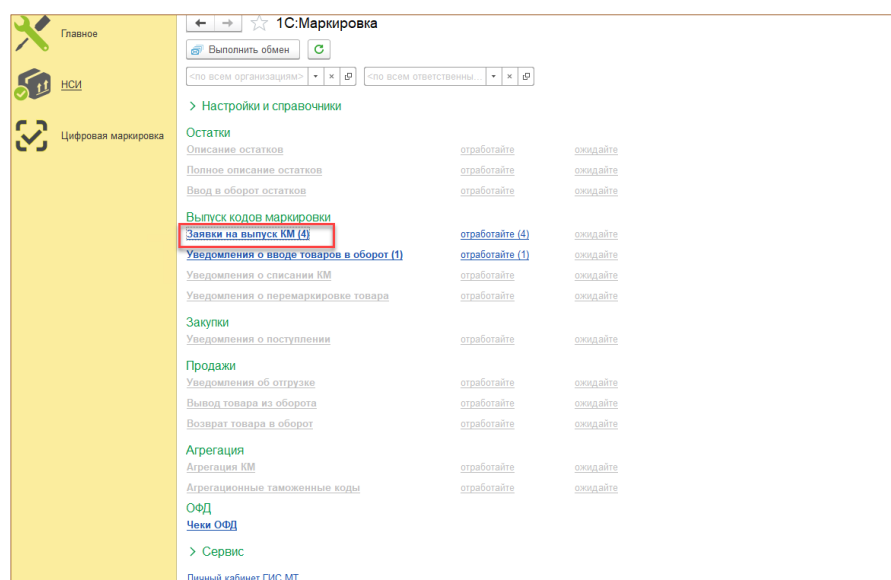 Главное
НСИ
Цифровая маркировка
1С:Маркировка
Выполнить обмен
<по всем организациям>
<по всем ответственны...
Настройки и справочники
Остатки
Описание остатков отработайте ожидайте
Полное описание остатков отработайте ожидайте
Ввод в оборот остатков отработайте ожидайте
Выпуск кодов маркировки
Заявки на выпуск КМ (4) отработайте (4) ожидайте
Уведомления о вводе товаров в оборот (1) отработайте (1) ожидайте
Уведомления о списании КМ отработайте ожидайте
Уведомления о перемаркировке товара отработайте ожидайте
Закупки
Уведомления о поступлении отработайте ожидайте
Продажи
Уведомления об отгрузке отработайте ожидайте
Вывод товара из оборота отработайте ожидайте
Возврат товара в оборот отработайте ожидайте
Агрегация
Агрегация КМ отработайте ожидайте
Агрегационные таможенные коды отработайте ожидайте
ОФД
Чеки ОФД
Сервис
Личный кабинет ГИС МТ